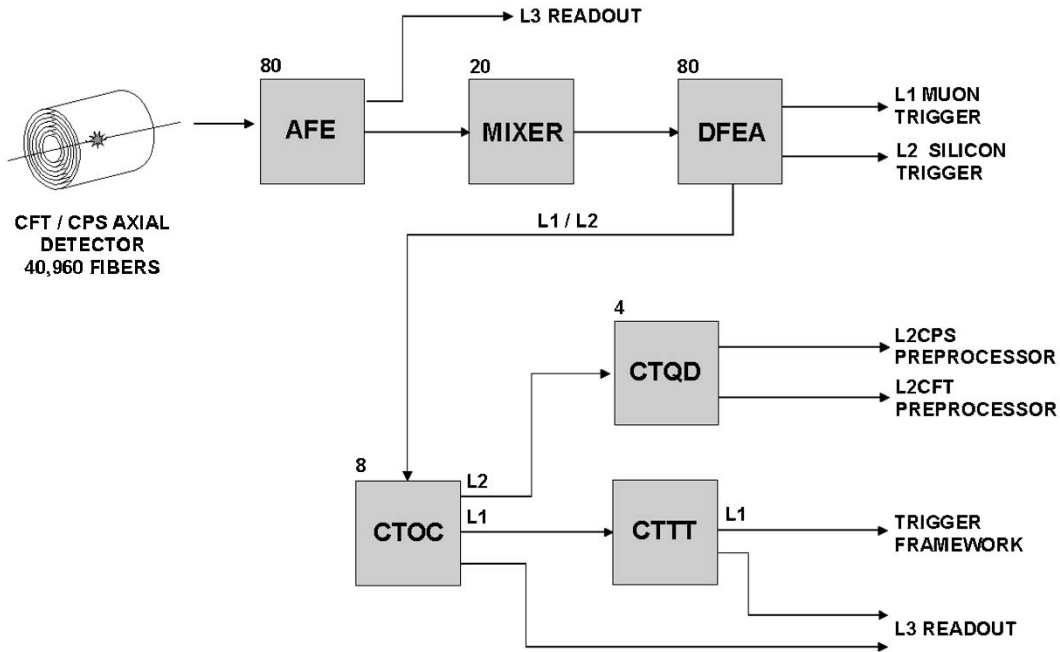 L3 READOUT
80
AFE
20
MIXER
80
DFEA
L1 MUON
TRIGGER
L2 SILICON
TRIGGER
CFT / CPS AXIAL
DETECTOR
40,960 FIBERS
L1 / L2
4
CTQD
L2CPS
PREPROCESSOR
L2CFT
PREPROCESSOR
8
CTOC
L2
L1
CTTT
L1
TRIGGER
FRAMEWORK
L3 READOUT